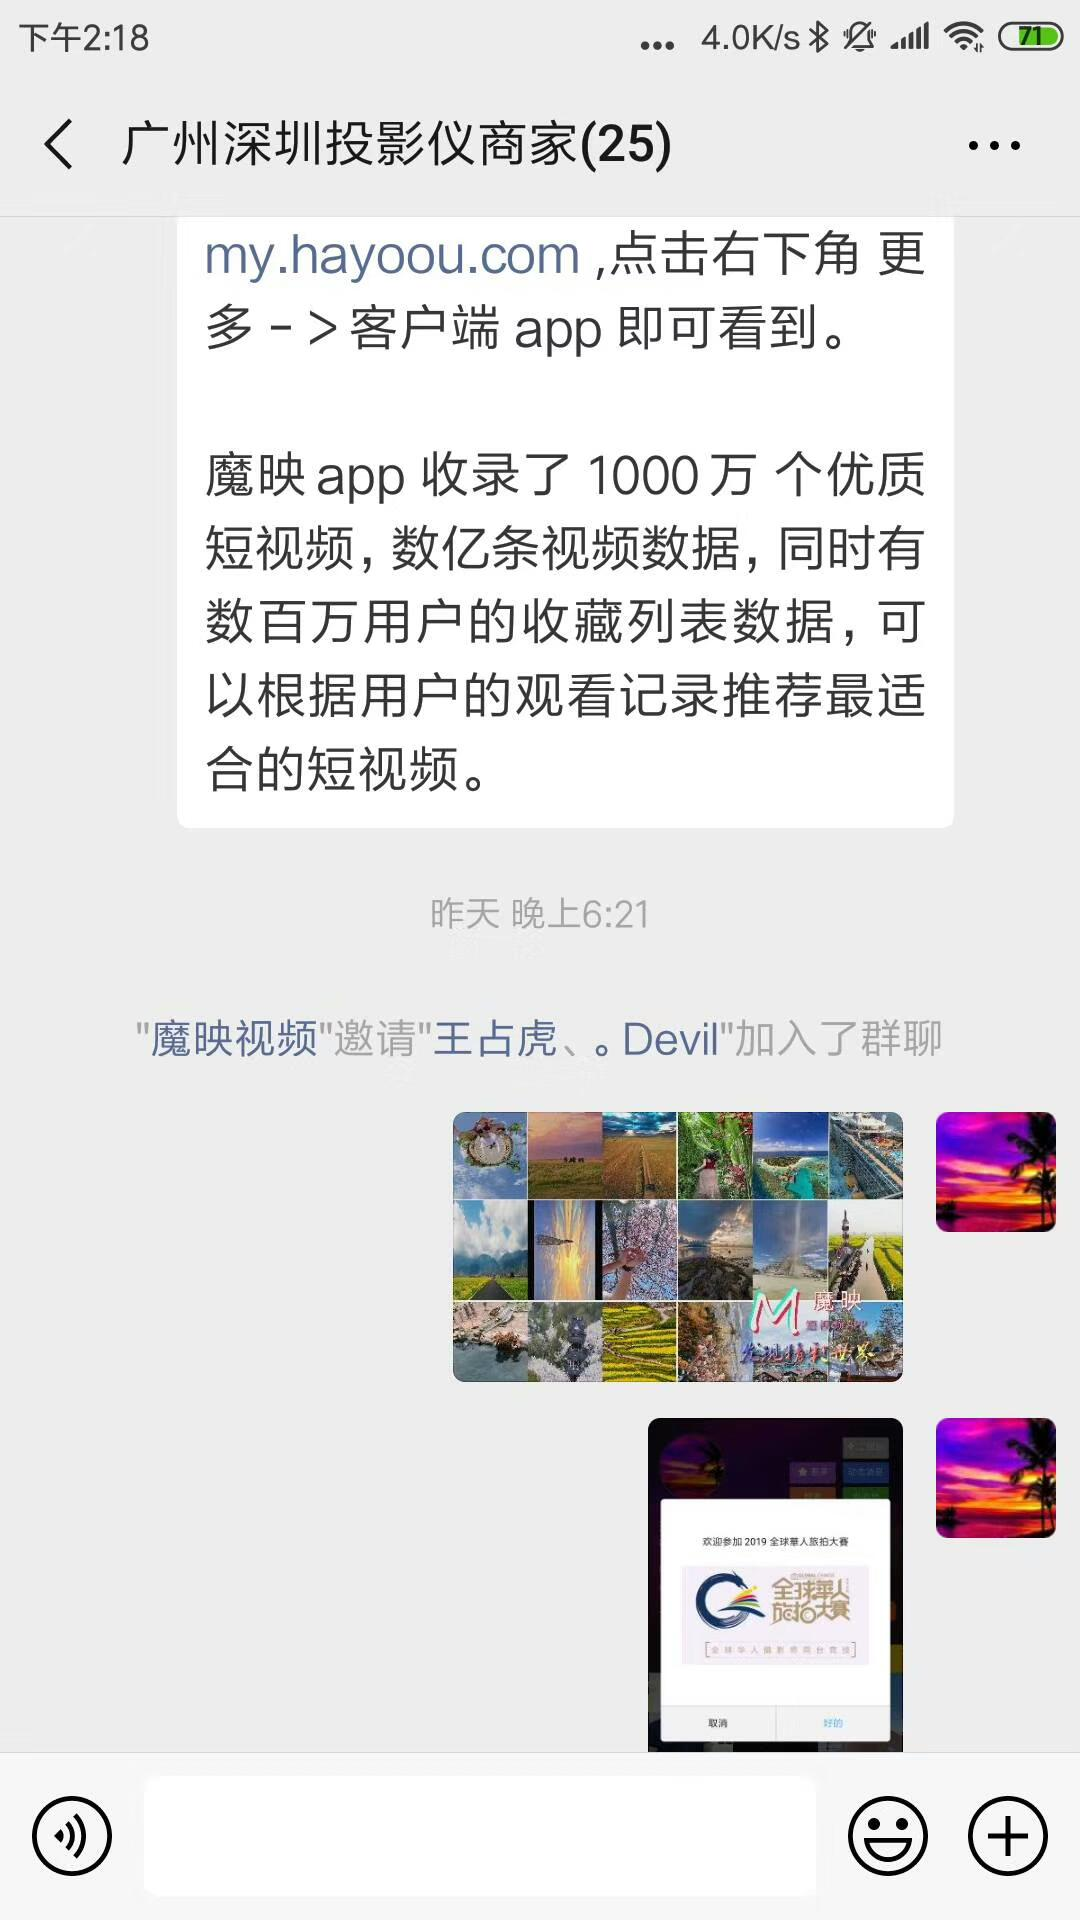 下午2:18
... 4.0K/s 71
广州深圳投影仪商家(25)
my.hayoou.com ,点击右下角 更
多 - > 客户端 app 即可看到。
魔映app 收录了 1000万 个优质
短视频，数亿条视频数据，同时有
数百万用户的收藏列表数据，可
以根据用户的观看记录推荐最适
合的短视频。
昨天 晚上6:21
"魔映视频"邀请"王占虎、。Devil"加入了群聊
M 魔映
欢迎参加 2019 全球華人旅拍大賽
全球華人
旅拍大賽
取消
好的